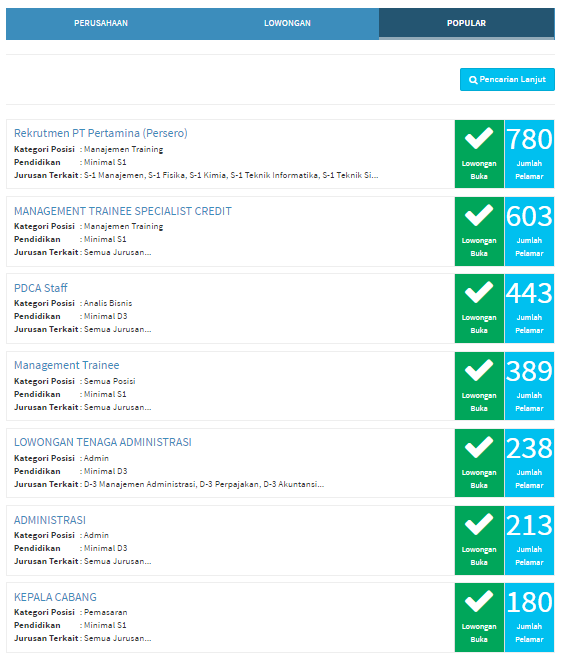 PERUSAHAAN LOWONGAN POPULAR
Pencarian Lanjut
Rekrutmen PT Pertamina (Persero)
Kategori Posisi : Manajemen Training
Pendidikan : Minimal S1
Jurusan Terkait : S-1 Manajemen, S-1 Fisika, S-1 Kimia, S-1 Teknik Informatika, S-1 Teknik Si...
Lowongan
Buka
780
Jumlah
Pelamar
MANAGEMENT TRAINEE SPECIALIST CREDIT
Kategori Posisi : Manajemen Training
Pendidikan : Minimal S1
Jurusan Terkait : Semua Jurusan...
Lowongan
Buka
603
Jumlah
Pelamar
PDCA Staff
Kategori Posisi : Analis Bisnis
Pendidikan : Minimal D3
Jurusan Terkait : Semua Jurusan...
Lowongan
Buka
443
Jumlah
Pelamar
Management Trainee
Kategori Posisi : Semua Posisi
Pendidikan : Minimal S1
Jurusan Terkait : Semua Jurusan...
Lowongan
Buka
389
Jumlah
Pelamar
LOWONGAN TENAGA ADMINISTRASI
Kategori Posisi : Admin
Pendidikan : Minimal D3
Jurusan Terkait : D-3 Manajemen Administrasi, D-3 Perpajakan, D-3 Akuntansi...
Lowongan
Buka
238
Jumlah
Pelamar
ADMINISTRASI
Kategori Posisi : Admin
Pendidikan : Minimal D3
Jurusan Terkait : Semua Jurusan...
Lowongan
Buka
213
Jumlah
Pelamar
KEPALA CABANG
Kategori Posisi : Pemasaran
Pendidikan : Minimal S1
Jurusan Terkait : Semua Jurusan...
Lowongan
Buka
180
Jumlah
Pelamar